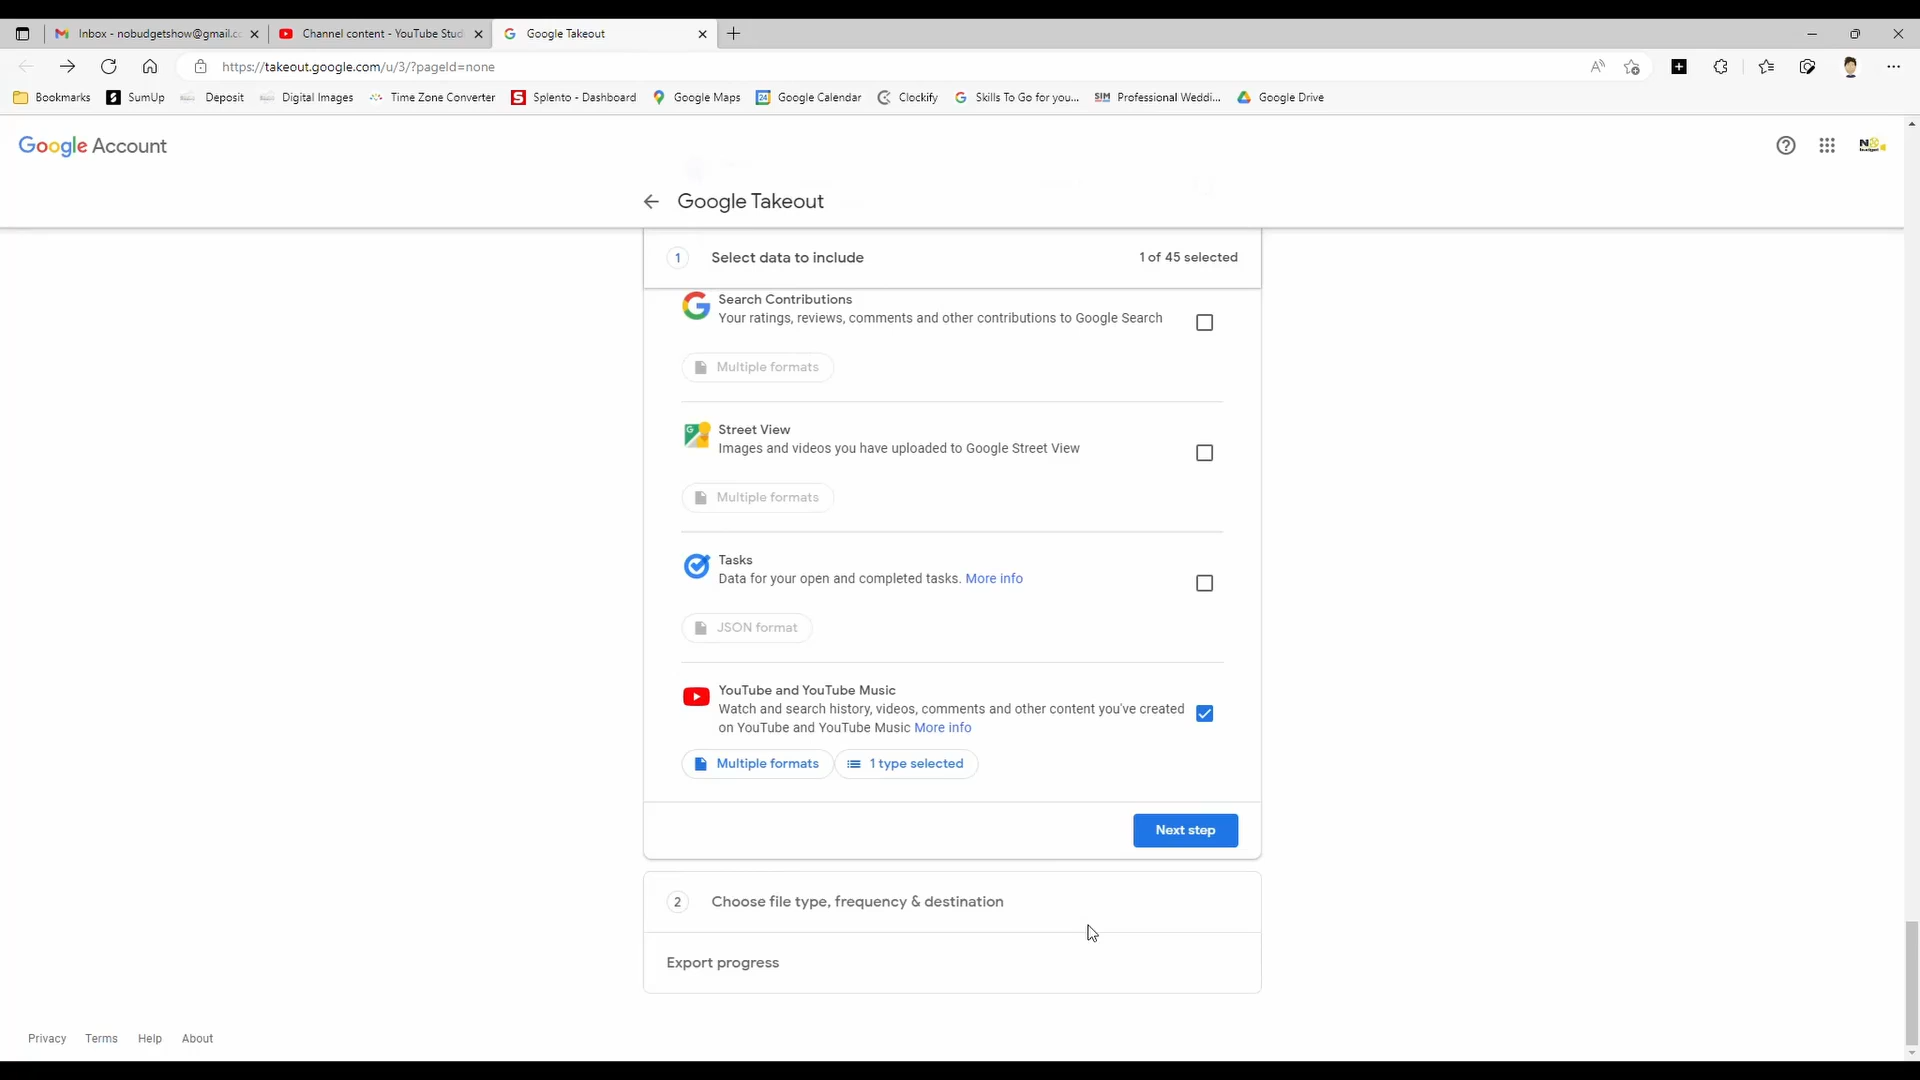 Inbox - nobudgetshow@gmail.c
Channel content - YouTube Stud
Google Takeout
https://takeout.google.com/u/3/?pageId=none
Bookmarks
SumUp
Deposit
Digital Images
Time Zone Converter
Splento - Dashboard
Google Maps
Google Calendar
Clockify
Skills To Go for you...
SIM Professional Weddi...
Google Drive
Google Account
Google Takeout
1 Select data to include 1 of 45 selected
Search Contributions
Your ratings, reviews, comments and other contributions to Google Search
Multiple formats
Street View
Images and videos you have uploaded to Google Street View
Multiple formats
Tasks
Data for your open and completed tasks. More info
JSON format
YouTube and YouTube Music
Watch and search history, videos, comments and other content you've created
on YouTube and YouTube Music More info
Multiple formats 1 type selected
Next step
2 Choose file type, frequency & destination
Export progress
Privacy Terms Help About